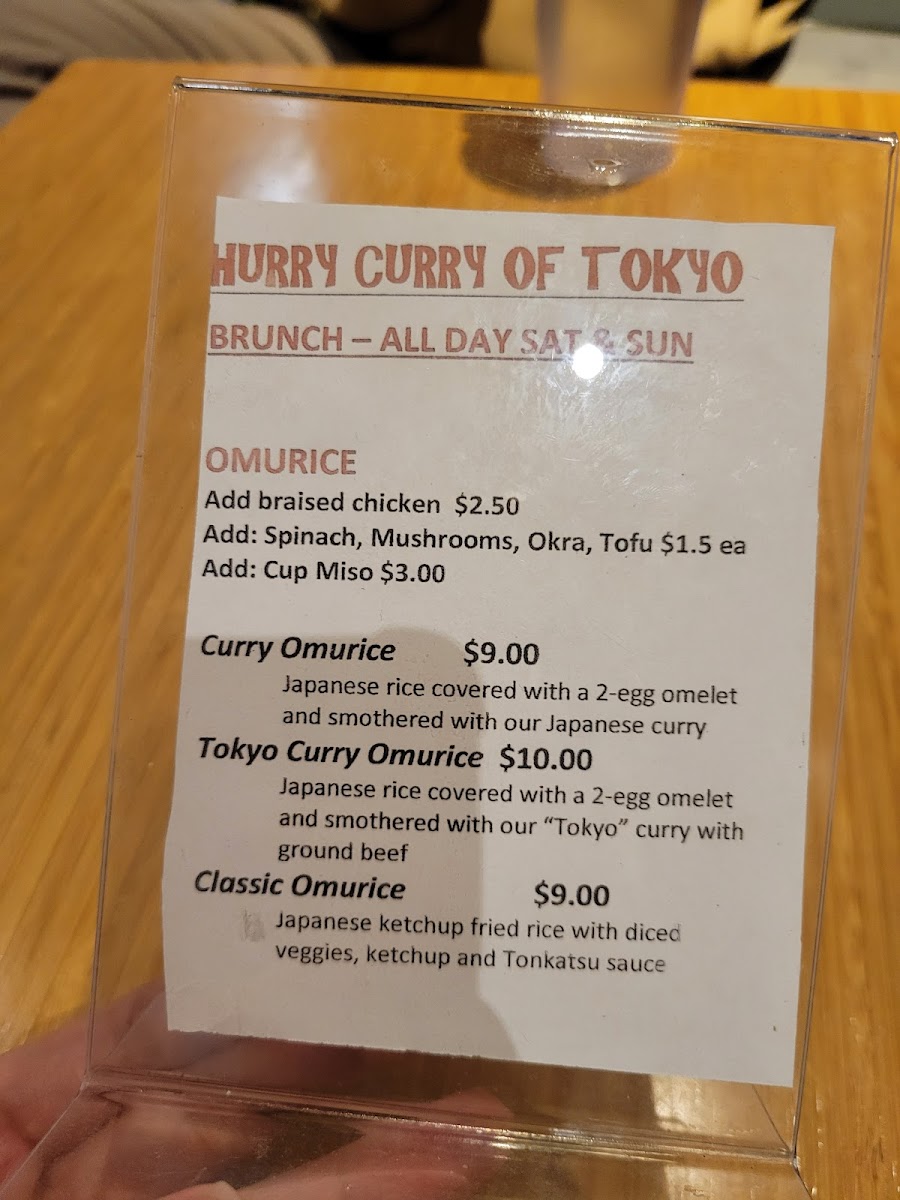 HURRY CURRY OF TOKYO
BRUNCH – ALL DAY SAT & SUN
OMURICE
Add braised chicken $2.50
Add: Spinach, Mushrooms, Okra, Tofu $1.5 ea
Add: Cup Miso $3.00
Curry Omurice $9.00
Japanese rice covered with a 2-egg omelet
and smothered with our Japanese curry
Tokyo Curry Omurice $10.00
Japanese rice covered with a 2-egg omelet
and smothered with our “Tokyo” curry with
ground beef
Classic Omurice $9.00
Japanese ketchup fried rice with diced
veggies, ketchup and Tonkatsu sauce